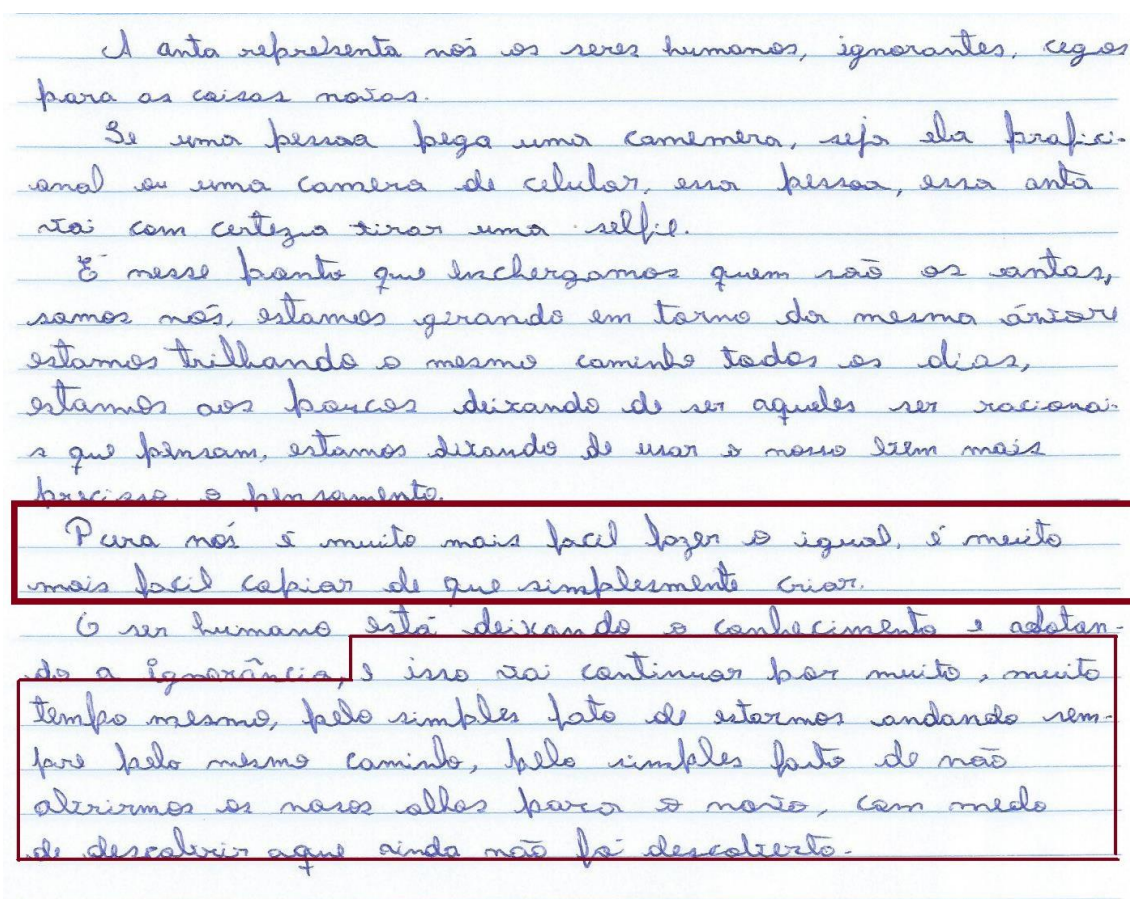 A anta representa nós os seres humanos, ignorantes, cegos
para as coisas novas.
Se uma pessoa pega uma camemera, seja ela profici-
onal ou uma camera de celular, essa pessoa, essa anta
vai com certeza tirar uma selfie.
É nesse ponto que enchergamos quem são as antas,
somos nós, estamos girando em torno da mesma árvore
estamos trilhando o mesmo caminho todos os dias,
estamos aos poucos deixando de ser aqueles ser racionai-
s que pensam, estamos dixando de usar o nosso bem mais
preciso, o pensamento.
Para nós é muito mais facil fazer o igual, é muito
mais facil copiar de que simplesmente criar.
O ser humano está deixando o conhecimento e adotan-
do a ignorância, e isso vai continuar por muito, muito
tempo mesmo, pelo simples fato de estarmos andando sem-
pre pelo mesmo caminho, pelo simples fato de não
abrirmos os nosos olhos para o novo, com medo
de descobrir aque ainda não foi descoberto.